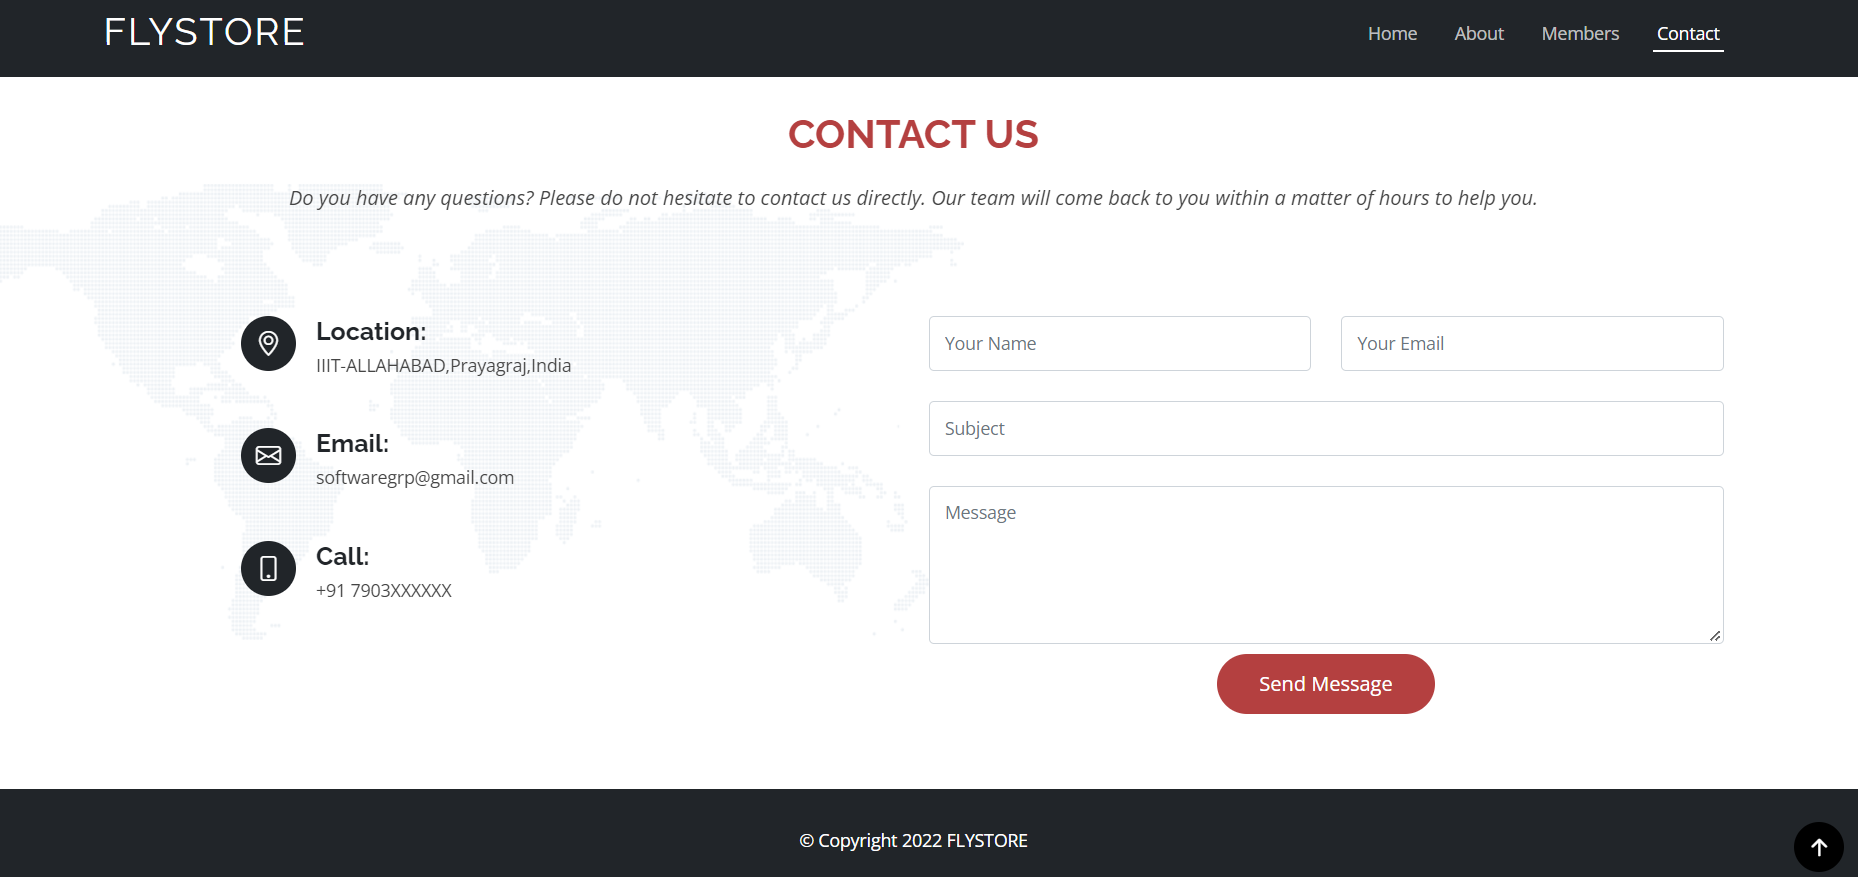 FLYSTORE
Home About Members Contact
CONTACT US
Do you have any questions? Please do not hesitate to contact us directly. Our team will come back to you within a matter of hours to help you.
Location:
IIIT-ALLAHABAD,Prayagraj,India
Email:
softwaregrp@gmail.com
Call:
+91 7903XXXXXX
Your Name Your Email
Subject
Message
Send Message
© Copyright 2022 FLYSTORE